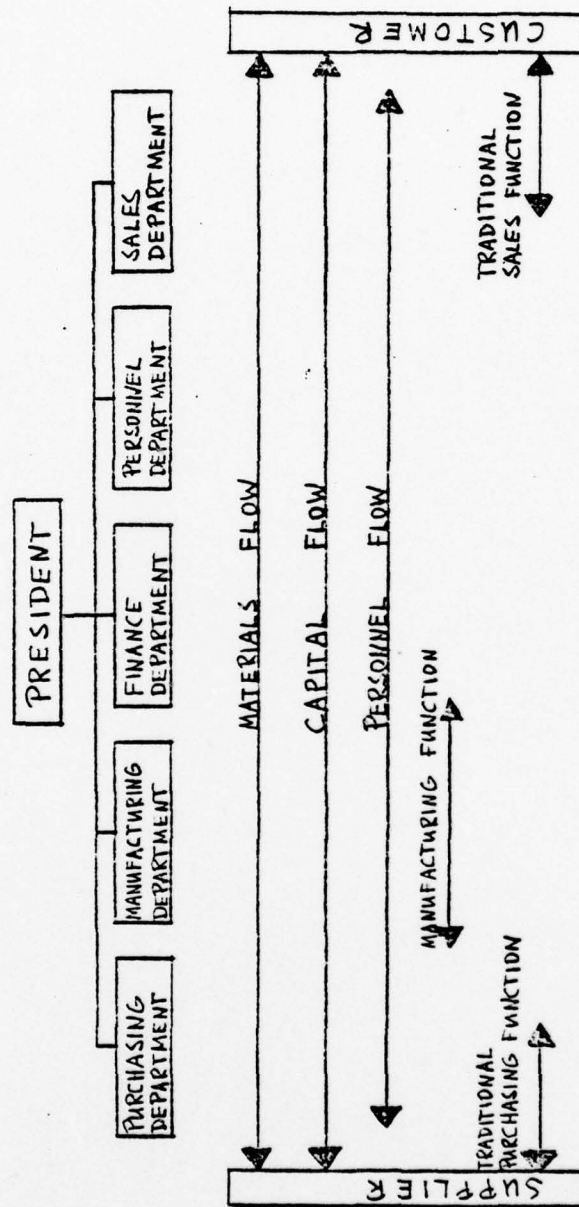 PRESIDENT
PURCHASING
DEPARTMENT
MANUFACTURING
DEPARTMENT
FINANCE
DEPARTMENT
PERSONNEL
DEPARTMENT
SALES
DEPARTMENT
SUPPLIER
CUSTOMER
MATERIALS FLOW
CAPITAL FLOW
PERSONNEL FLOW
MANUFACTURING FUNCTION
TRADITIONAL
PURCHASING FUNCTION
TRADITIONAL
SALES FUNCTION